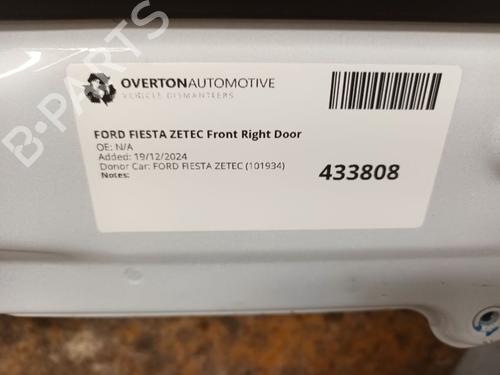 OVERTONAUTOMOTIVE
VEHICLE DISMANTLERS
FORD FIESTA ZETEC Front Right Door
OE: N/A
Added: 19/12/2024
Donor Car: FORD FIESTA ZETEC (101934)
Notes:
433808
B-PARTS